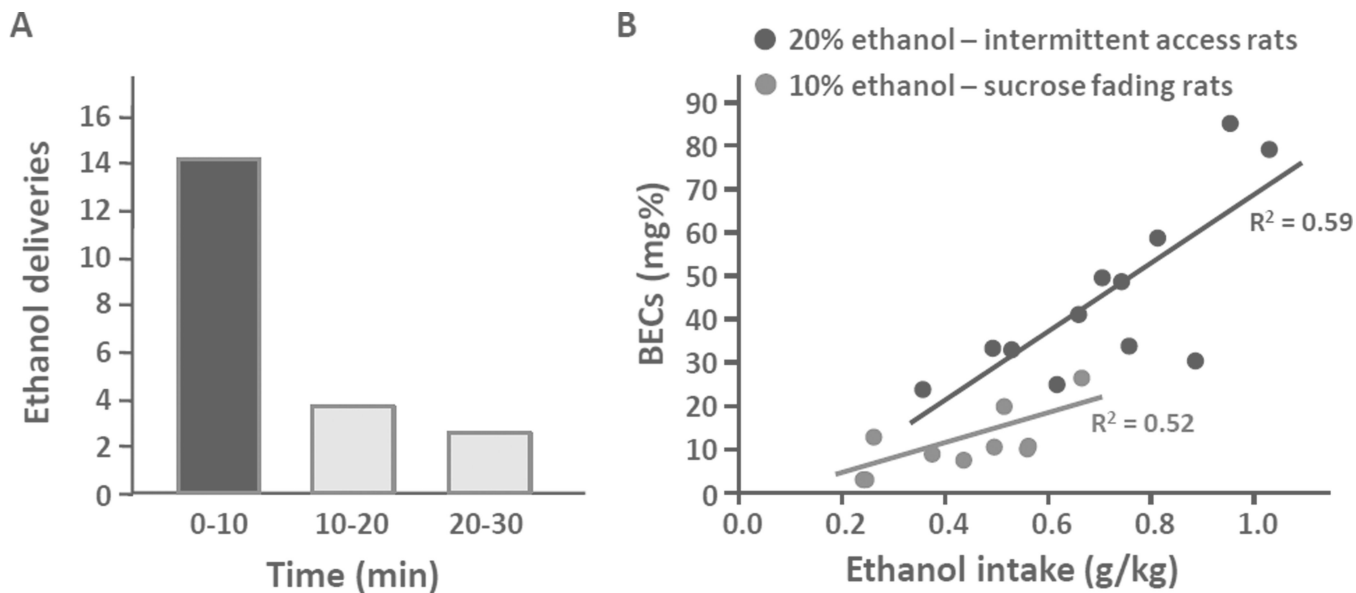 A
Ethanol deliveries
16
14
12
10
8
6
4
2
0
0-10 10-20 20-30
Time (min)
B
20% ethanol – intermittent access rats
10% ethanol – sucrose fading rats
BECs (mg%)
90
80
70
60
50
40
30
20
10
0
R² = 0.59
R² = 0.52
0.0 0.2 0.4 0.6 0.8 1.0
Ethanol intake (g/kg)